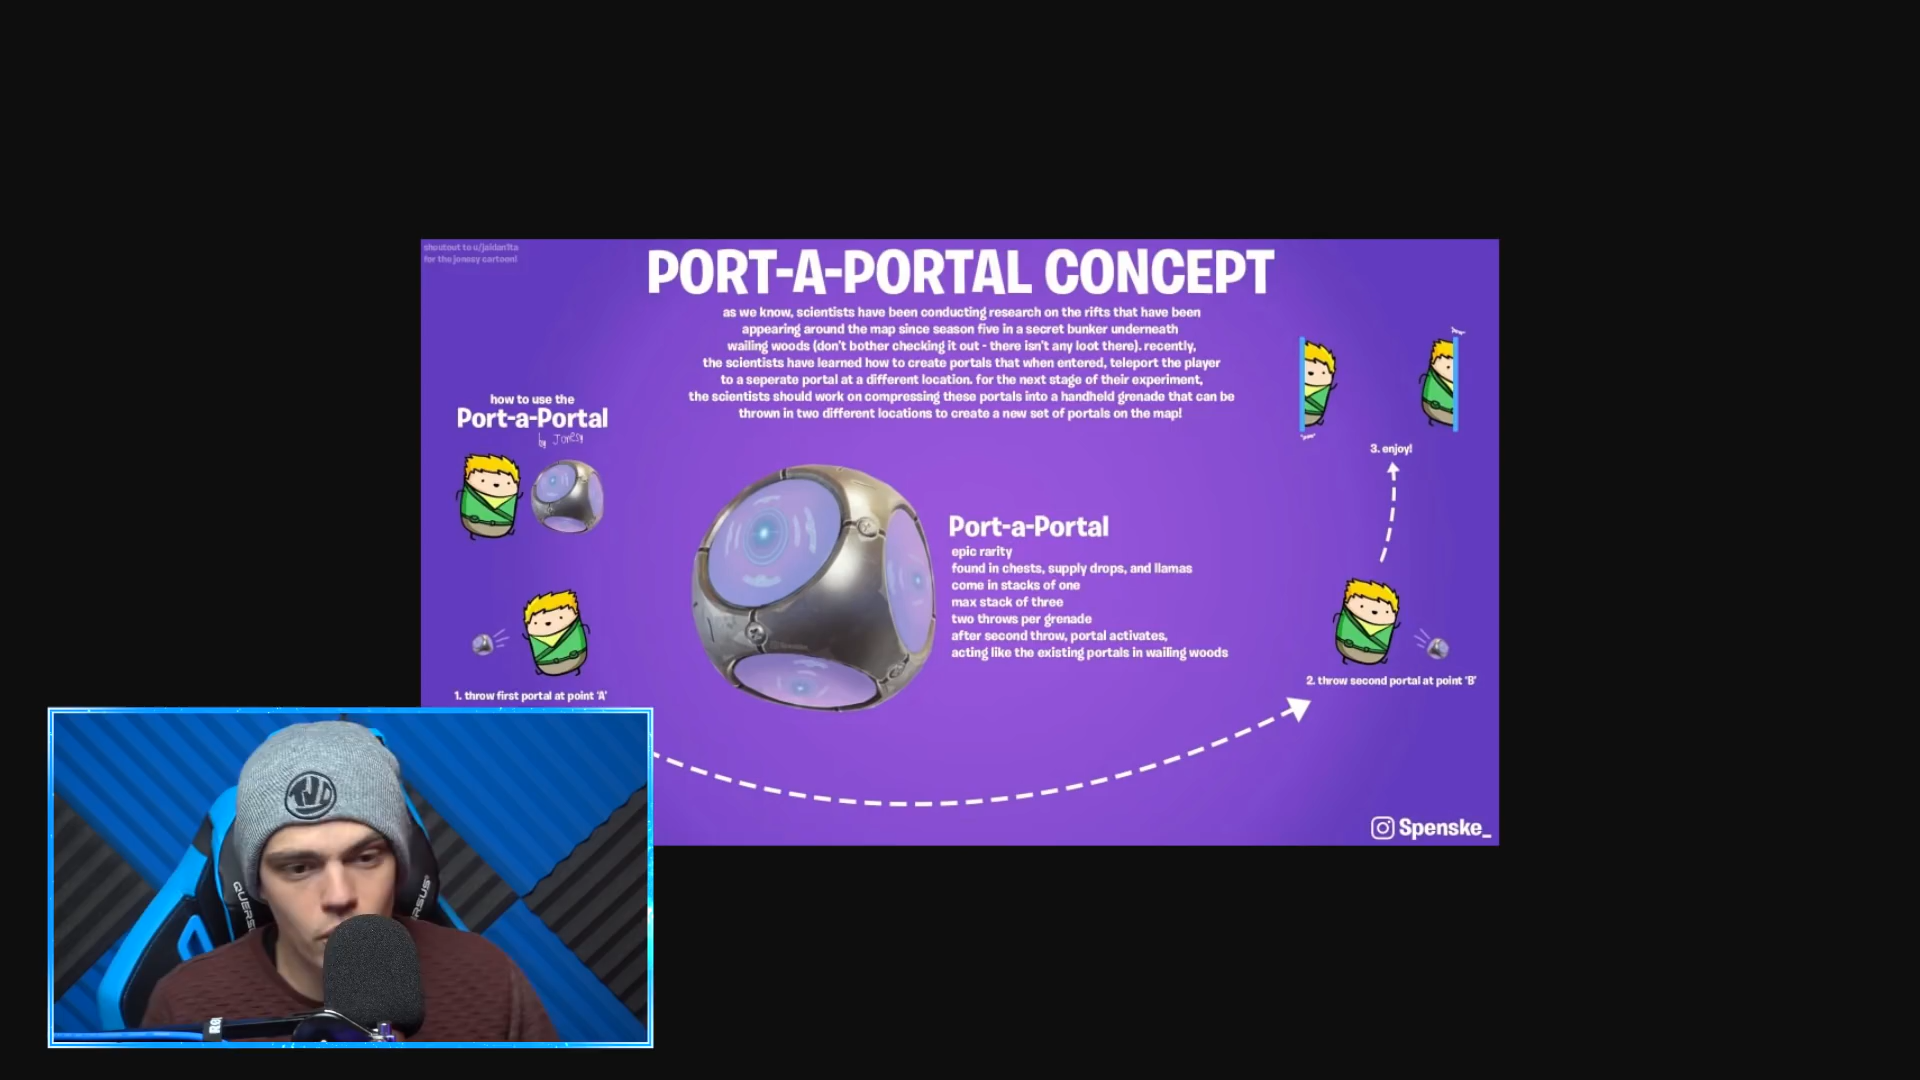 shoutout to u/jaidan1ta
for the jonesy cartoon!
PORT-A-PORTAL CONCEPT
as we know, scientists have been conducting research on the rifts that have been
appearing around the map since season five in a secret bunker underneath
wailing woods (don't bother checking it out - there isn't any loot there). recently,
the scientists have learned how to create portals that when entered, teleport the player
to a seperate portal at a different location. for the next stage of their experiment,
the scientists should work on compressing these portals into a handheld grenade that can be
thrown in two different locations to create a new set of portals on the map!
how to use the
Port-a-Portal
by Jonesy
1. throw first portal at point 'A'
Port-a-Portal
epic rarity
found in chests, supply drops, and llamas
come in stacks of one
max stack of three
two throws per grenade
after second throw, portal activates,
acting like the existing portals in wailing woods
3. enjoy!
2. throw second portal at point 'B'
Spenske_